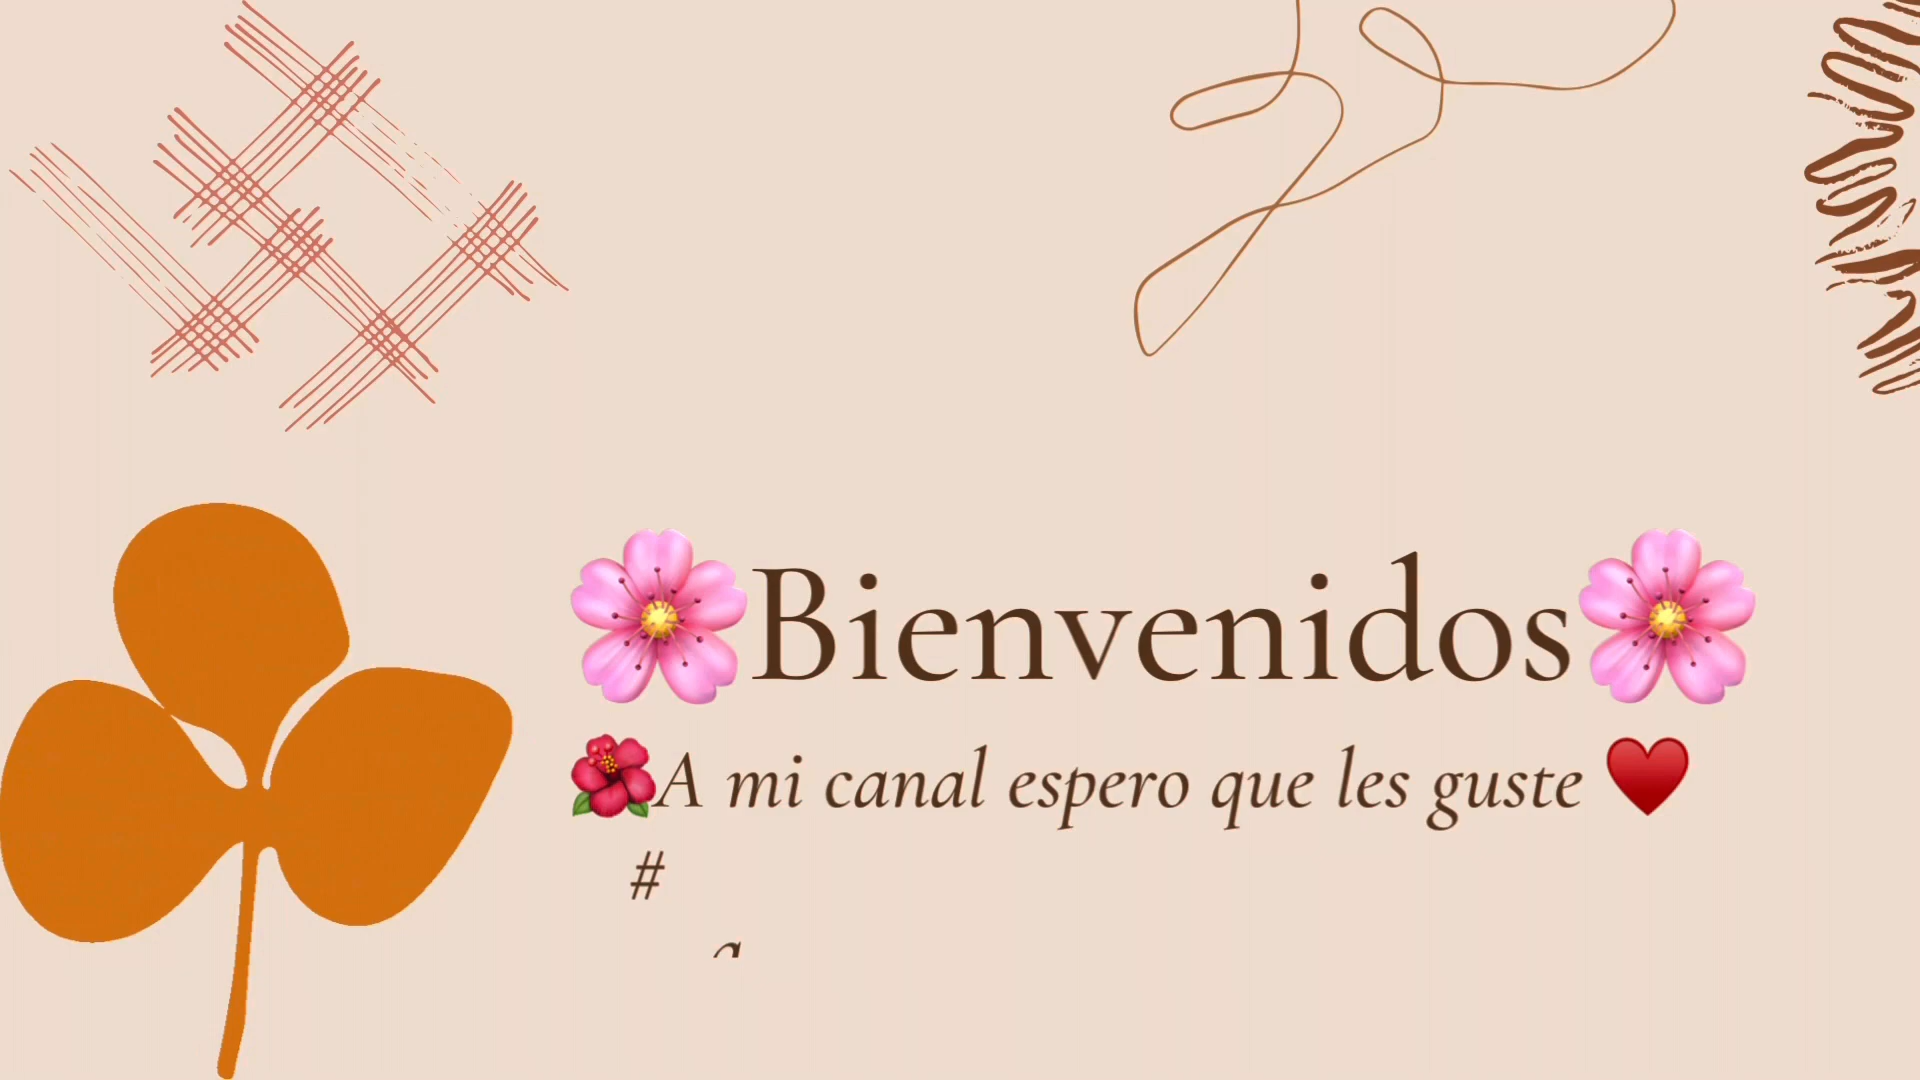 🌸Bienvenidos🌸
🌺A mi canal espero que les guste ♥️
#